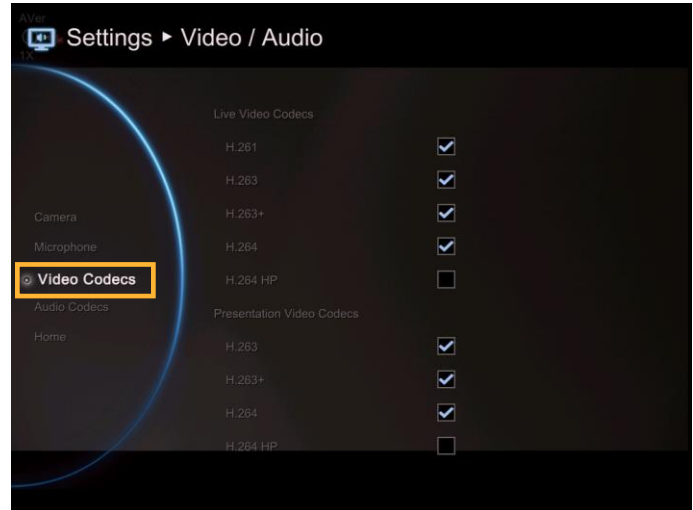 AVer
Settings ► Video / Audio
1X
Live Video Codecs
H.261
H.263
H.263+
H.264
H.264 HP
Presentation Video Codecs
H.263
H.263+
H.264
H.264 HP
Camera
Microphone
Video Codecs
Audio Codecs
Home